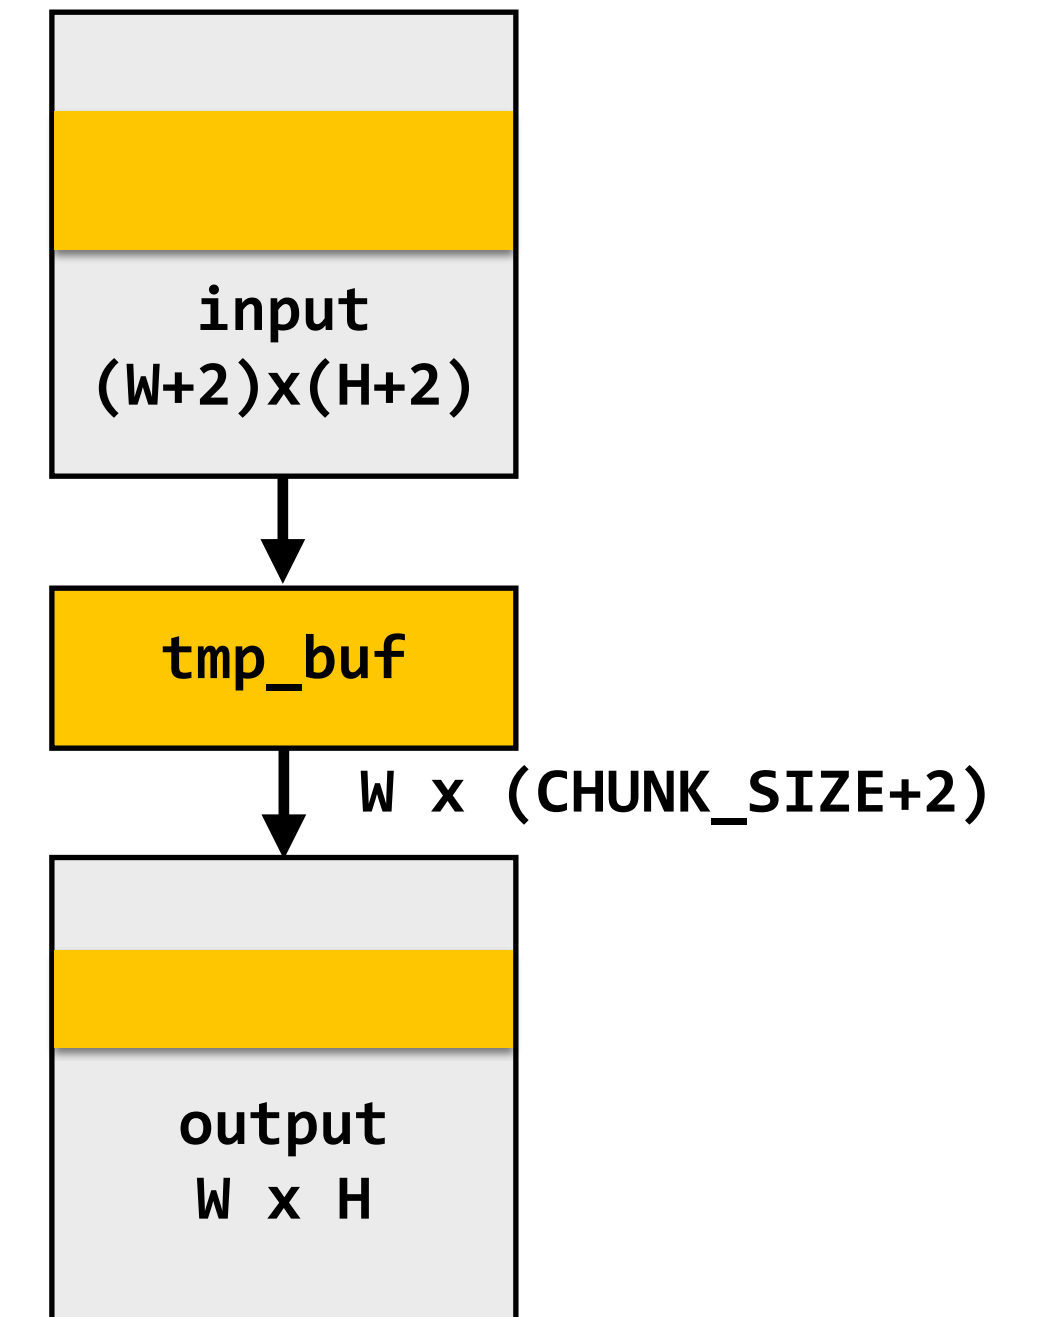 input
(W+2)x(H+2)
tmp_buf
W x (CHUNK_SIZE+2)
output
W x H